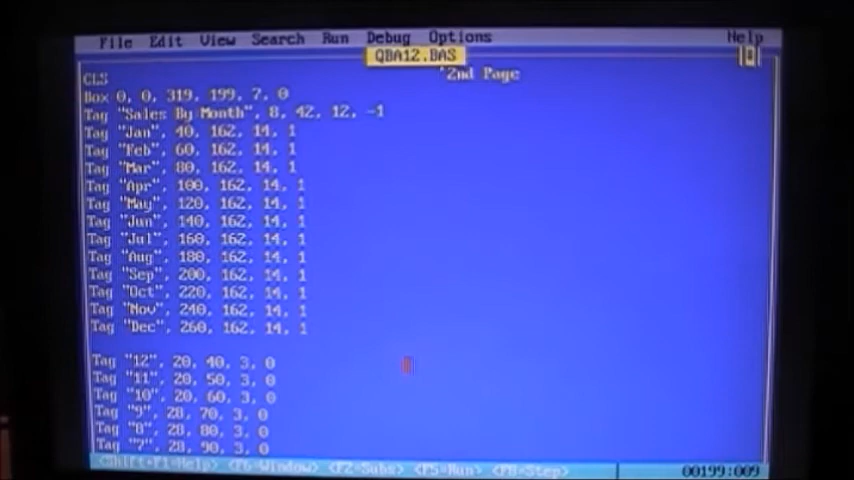 File Edit View Search Run Debug Options Help
QBA12.BAS
CLS '2nd Page
Box 0, 0, 319, 199, 7, 0
Tag "Sales By Month", 8, 42, 12, -1
Tag "Jan", 40, 162, 14, 1
Tag "Feb", 60, 162, 14, 1
Tag "Mar", 80, 162, 14, 1
Tag "Apr", 100, 162, 14, 1
Tag "May", 120, 162, 14, 1
Tag "Jun", 140, 162, 14, 1
Tag "Jul", 160, 162, 14, 1
Tag "Aug", 180, 162, 14, 1
Tag "Sep", 200, 162, 14, 1
Tag "Oct", 220, 162, 14, 1
Tag "Nov", 240, 162, 14, 1
Tag "Dec", 260, 162, 14, 1
Tag "12", 20, 40, 3, 0
Tag "11", 20, 50, 3, 0
Tag "10", 20, 60, 3, 0
Tag "9", 28, 70, 3, 0
Tag "8", 28, 80, 3, 0
Tag "7", 28, 90, 3, 0
<Shift+F1=Help> <F6=Window> <F2=Subs> <F5=Run> <F8=Step> 00199:009